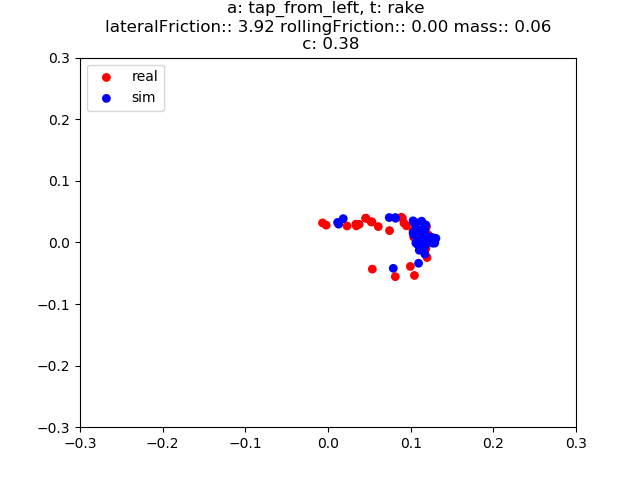 a: tap_from_left, t: rake
lateralFriction:: 3.92 rollingFriction:: 0.00 mass:: 0.06
c: 0.38
real
sim
0.3
0.2
0.1
0.0
−0.1
−0.2
−0.3
−0.3 −0.2 −0.1 0.0 0.1 0.2 0.3